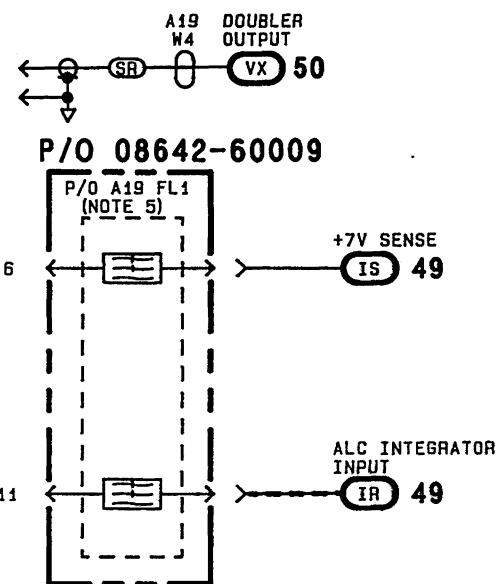 A19 DOUBLER
W4 OUTPUT
SR VX 50
P/O 08642-60009
P/O A19 FL1
(NOTE 5)
+7V SENSE
6 IS 49
ALC INTEGRATOR
INPUT
11 IR 49